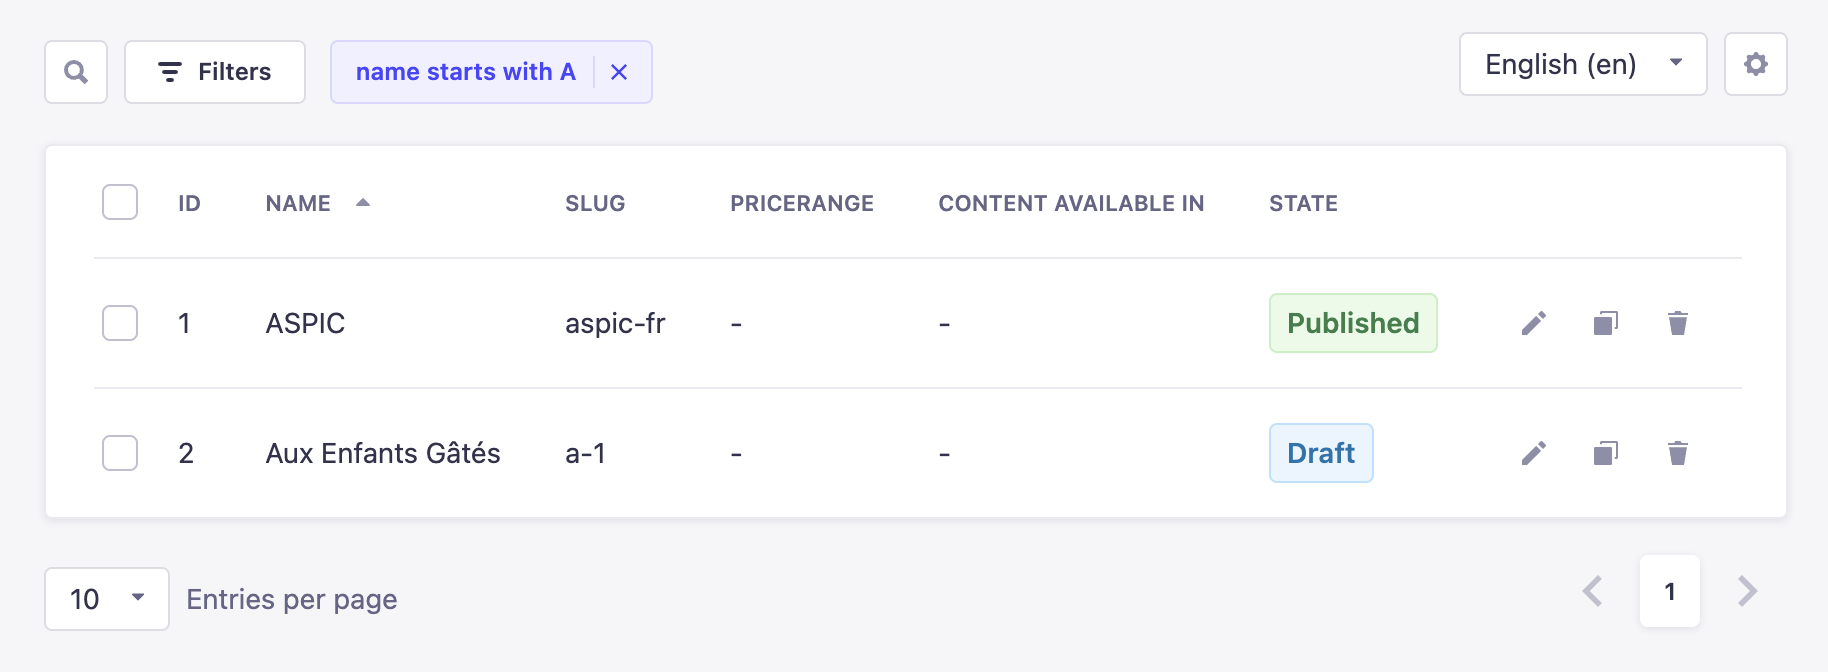 Filters name starts with A English (en)
ID NAME SLUG PRICERANGE CONTENT AVAILABLE IN STATE
1 ASPIC aspic-fr - - Published
2 Aux Enfants Gâtés a-1 - - Draft
10 Entries per page 1